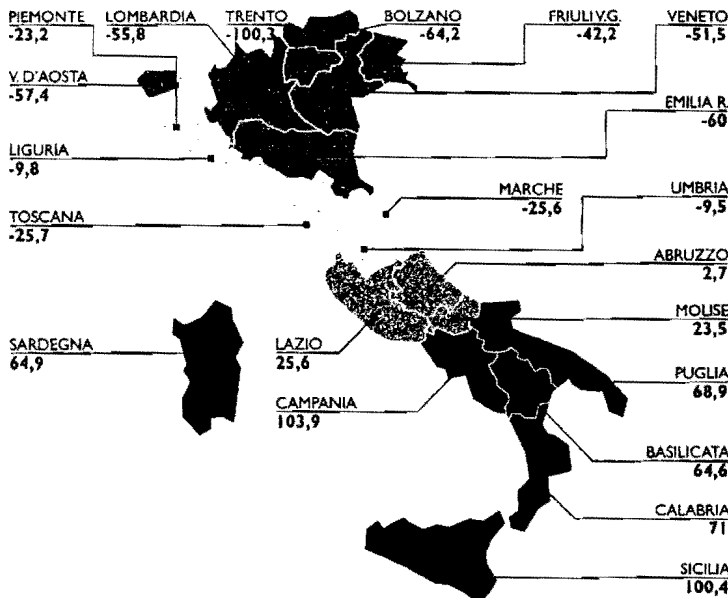 PIEMONTE
-23,2
LOMBARDIA
-55,8
TRENTO
-100,3
BOLZANO
-64,2
FRIULI V.G.
-42,2
VENETO
-51,5
V. D'AOSTA
-57,4
EMILIA R.
-60
LIGURIA
-9,8
MARCHE
-25,6
UMBRIA
-9,5
TOSCANA
-25,7
ABRUZZO
2,7
MOLISE
23,5
SARDEGNA
64,9
LAZIO
25,6
PUGLIA
68,9
CAMPANIA
103,9
BASILICATA
64,6
CALABRIA
71
SICILIA
100,4